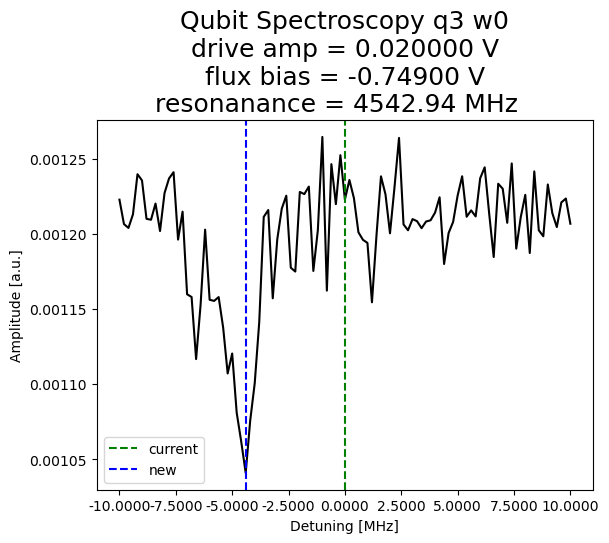 Qubit Spectroscopy q3 w0
drive amp = 0.020000 V
flux bias = -0.74900 V
resonanance = 4542.94 MHz
0.00125
0.00120
0.00115
0.00110
0.00105
Amplitude [a.u.]
current
new
-10.0000 -7.5000 -5.0000 -2.5000 0.0000 2.5000 5.0000 7.5000 10.0000
Detuning [MHz]